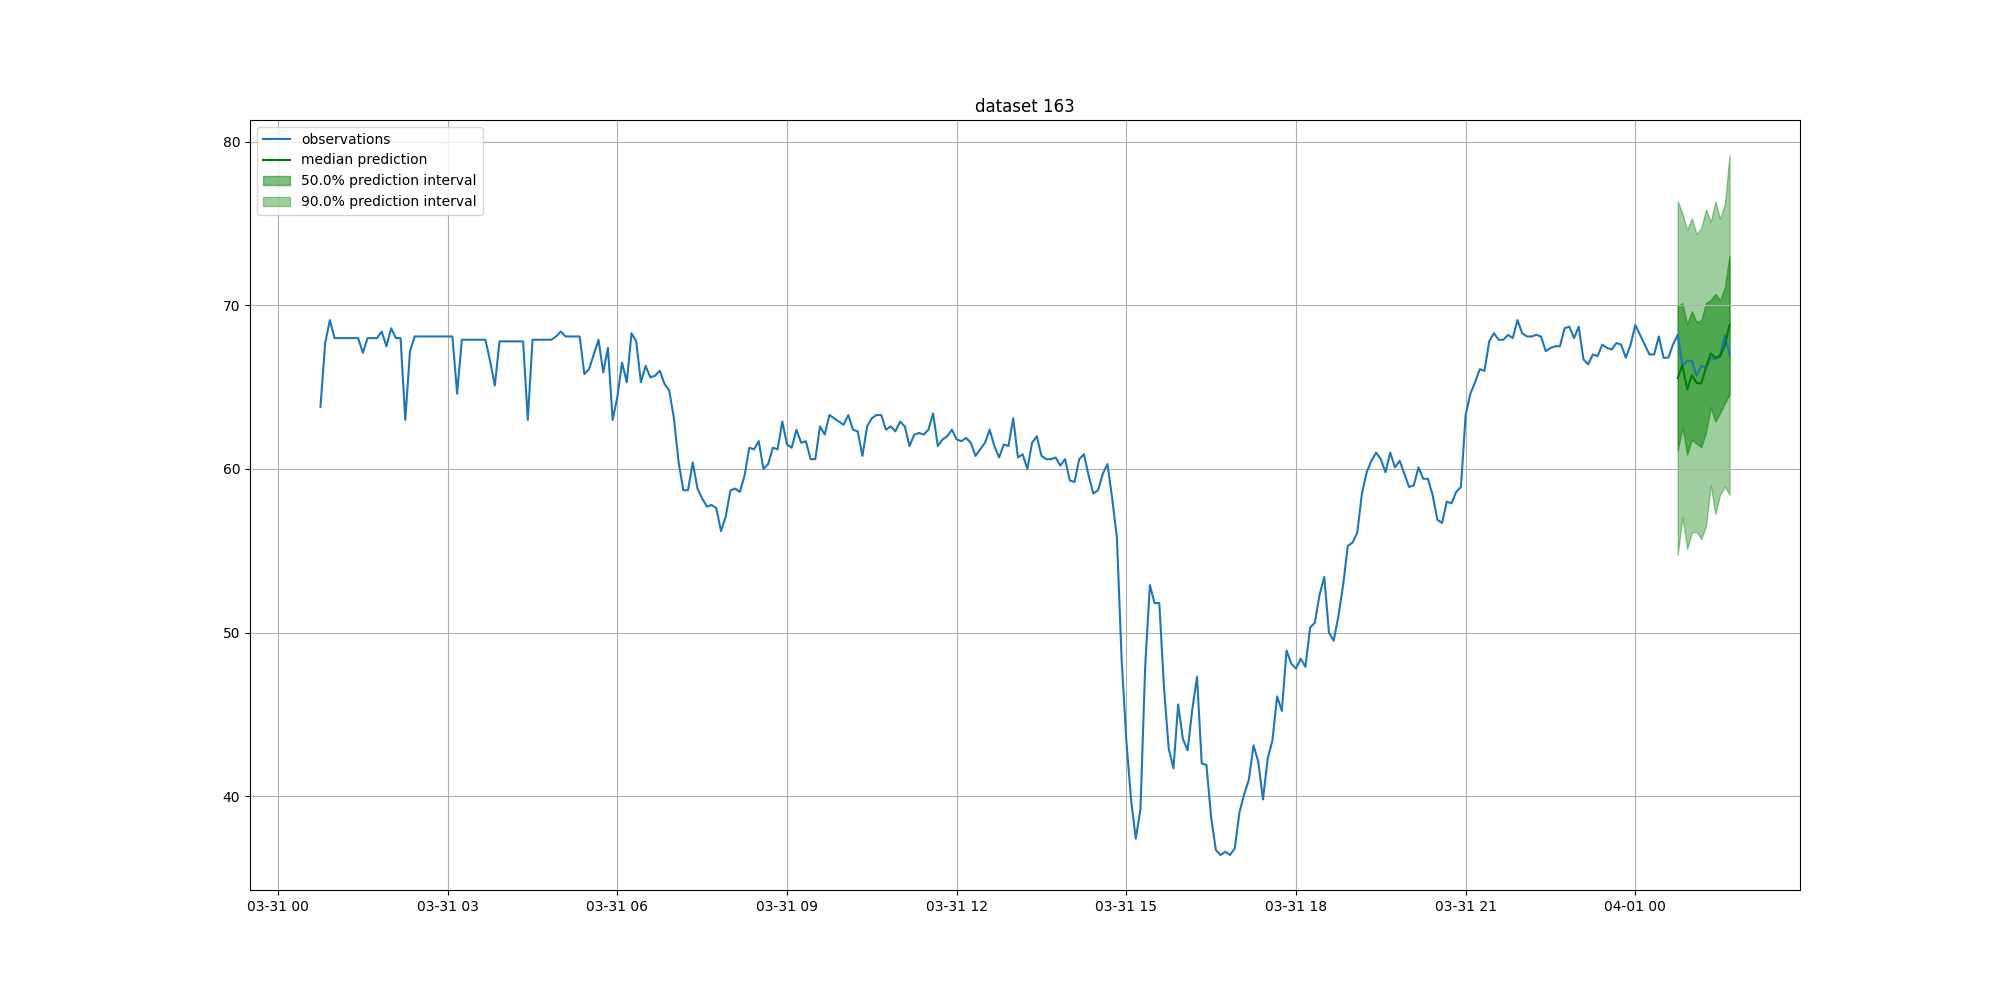 dataset 163
observations
median prediction
50.0% prediction interval
90.0% prediction interval
80
70
60
50
40
03-31 00
03-31 03
03-31 06
03-31 09
03-31 12
03-31 15
03-31 18
03-31 21
04-01 00